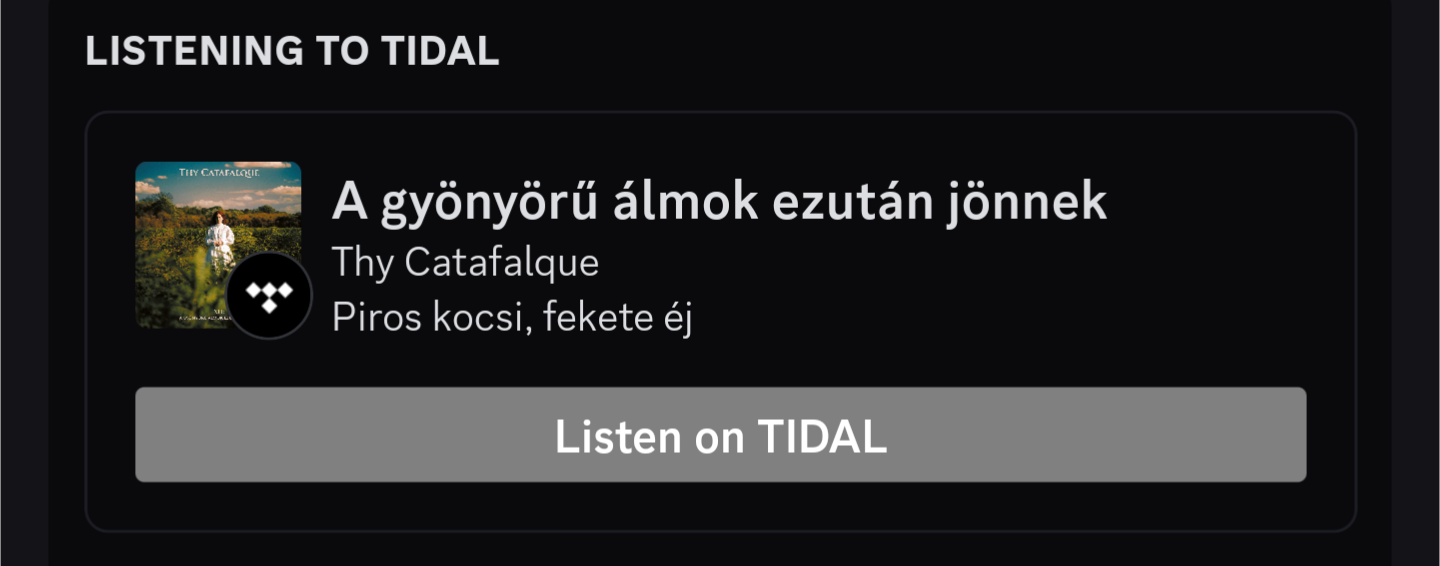 LISTENING TO TIDAL
THY CATAFALQUE
A gyönyörű álmok ezután jönnek
Thy Catafalque
Piros kocsi, fekete éj
Listen on TIDAL